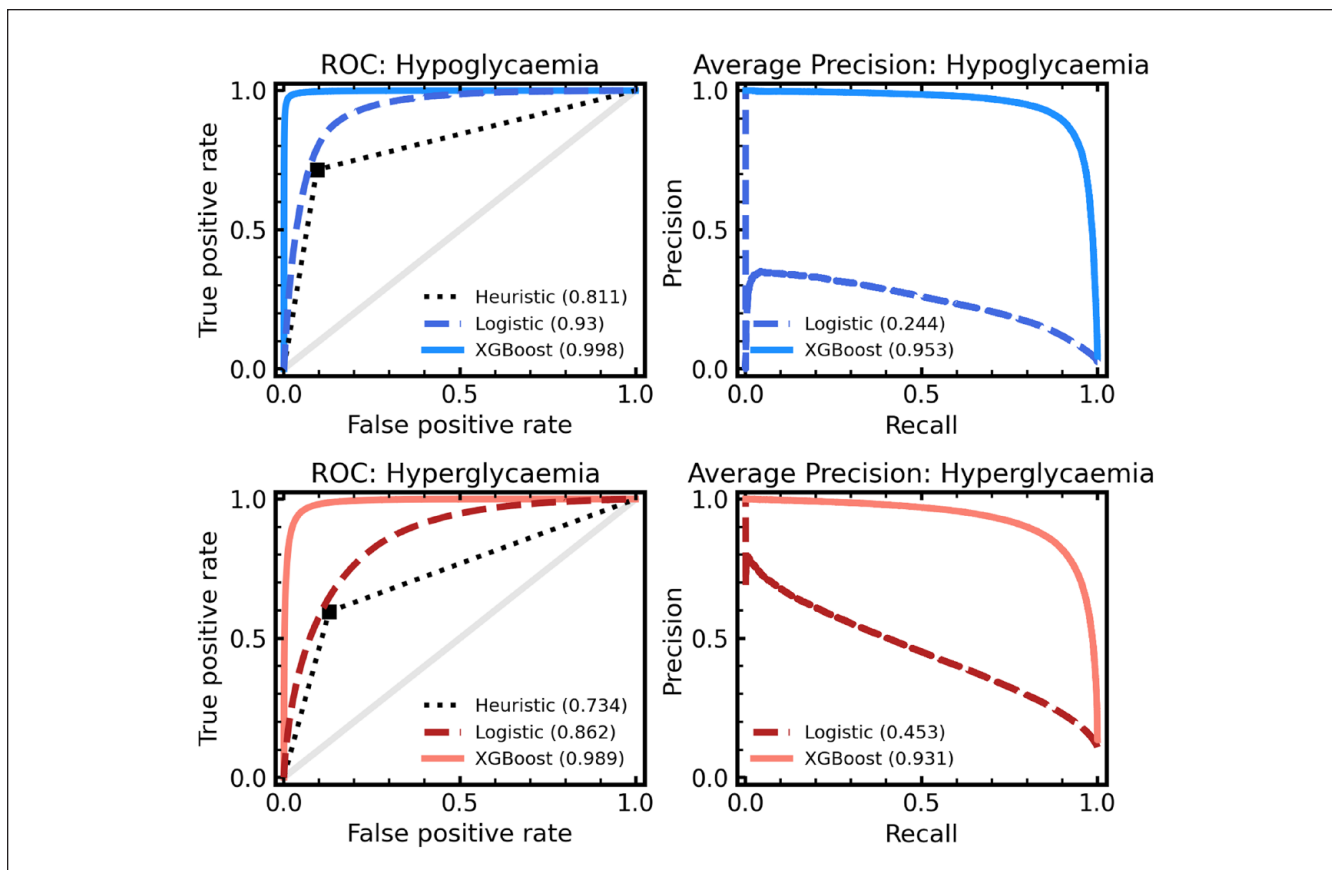 ROC: Hypoglycaemia
True positive rate
1.0
0.5
0.0
Heuristic (0.811)
Logistic (0.93)
XGBoost (0.998)
0.0 0.5 1.0
False positive rate
Average Precision: Hypoglycaemia
Precision
1.0
0.5
0.0
Logistic (0.244)
XGBoost (0.953)
0.0 0.5 1.0
Recall
ROC: Hyperglycaemia
True positive rate
1.0
0.5
0.0
Heuristic (0.734)
Logistic (0.862)
XGBoost (0.989)
0.0 0.5 1.0
False positive rate
Average Precision: Hyperglycaemia
Precision
1.0
0.5
0.0
Logistic (0.453)
XGBoost (0.931)
0.0 0.5 1.0
Recall